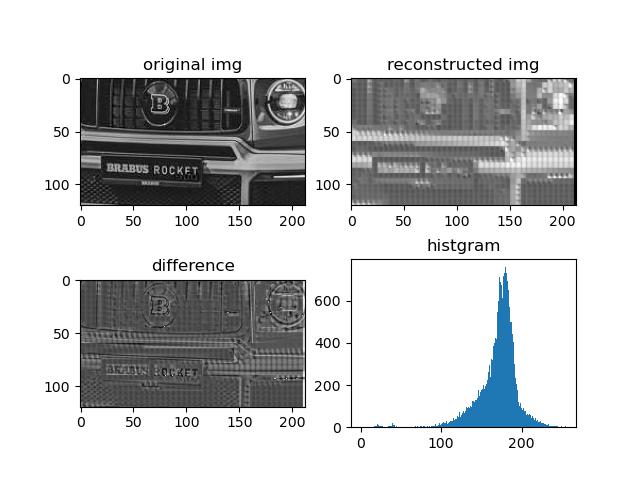 original img
reconstructed img
0
50
100
0 50 100 150 200
B
BRABUS ROCKET
BRABUS
0
50
100
0 50 100 150 200
difference
0
50
100
0 50 100 150 200
B
BRABUS ROCKET
histgram
600
400
200
0
0 100 200